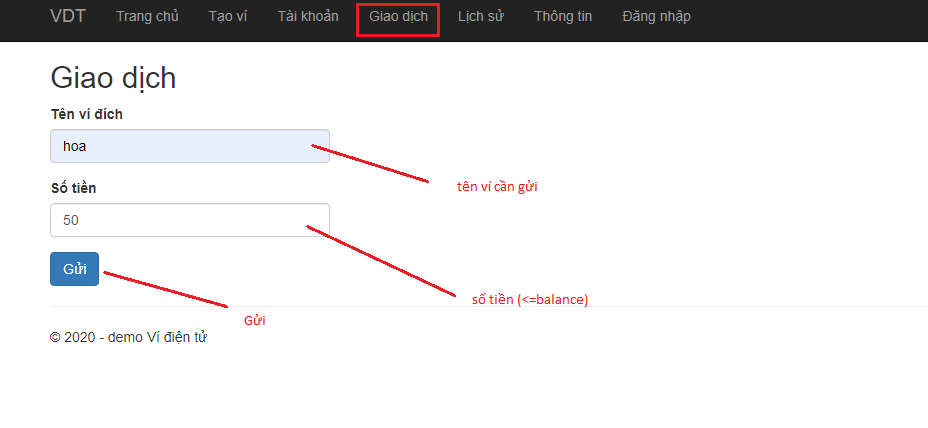 VDT Trang chủ Tạo ví Tài khoản Giao dịch Lịch sử Thông tin Đăng nhập
Giao dịch
Tên ví đích
hoa
tên ví cần gửi
Số tiền
50
Gửi
số tiền (<=balance)
Gửi
© 2020 - demo Ví điện tử